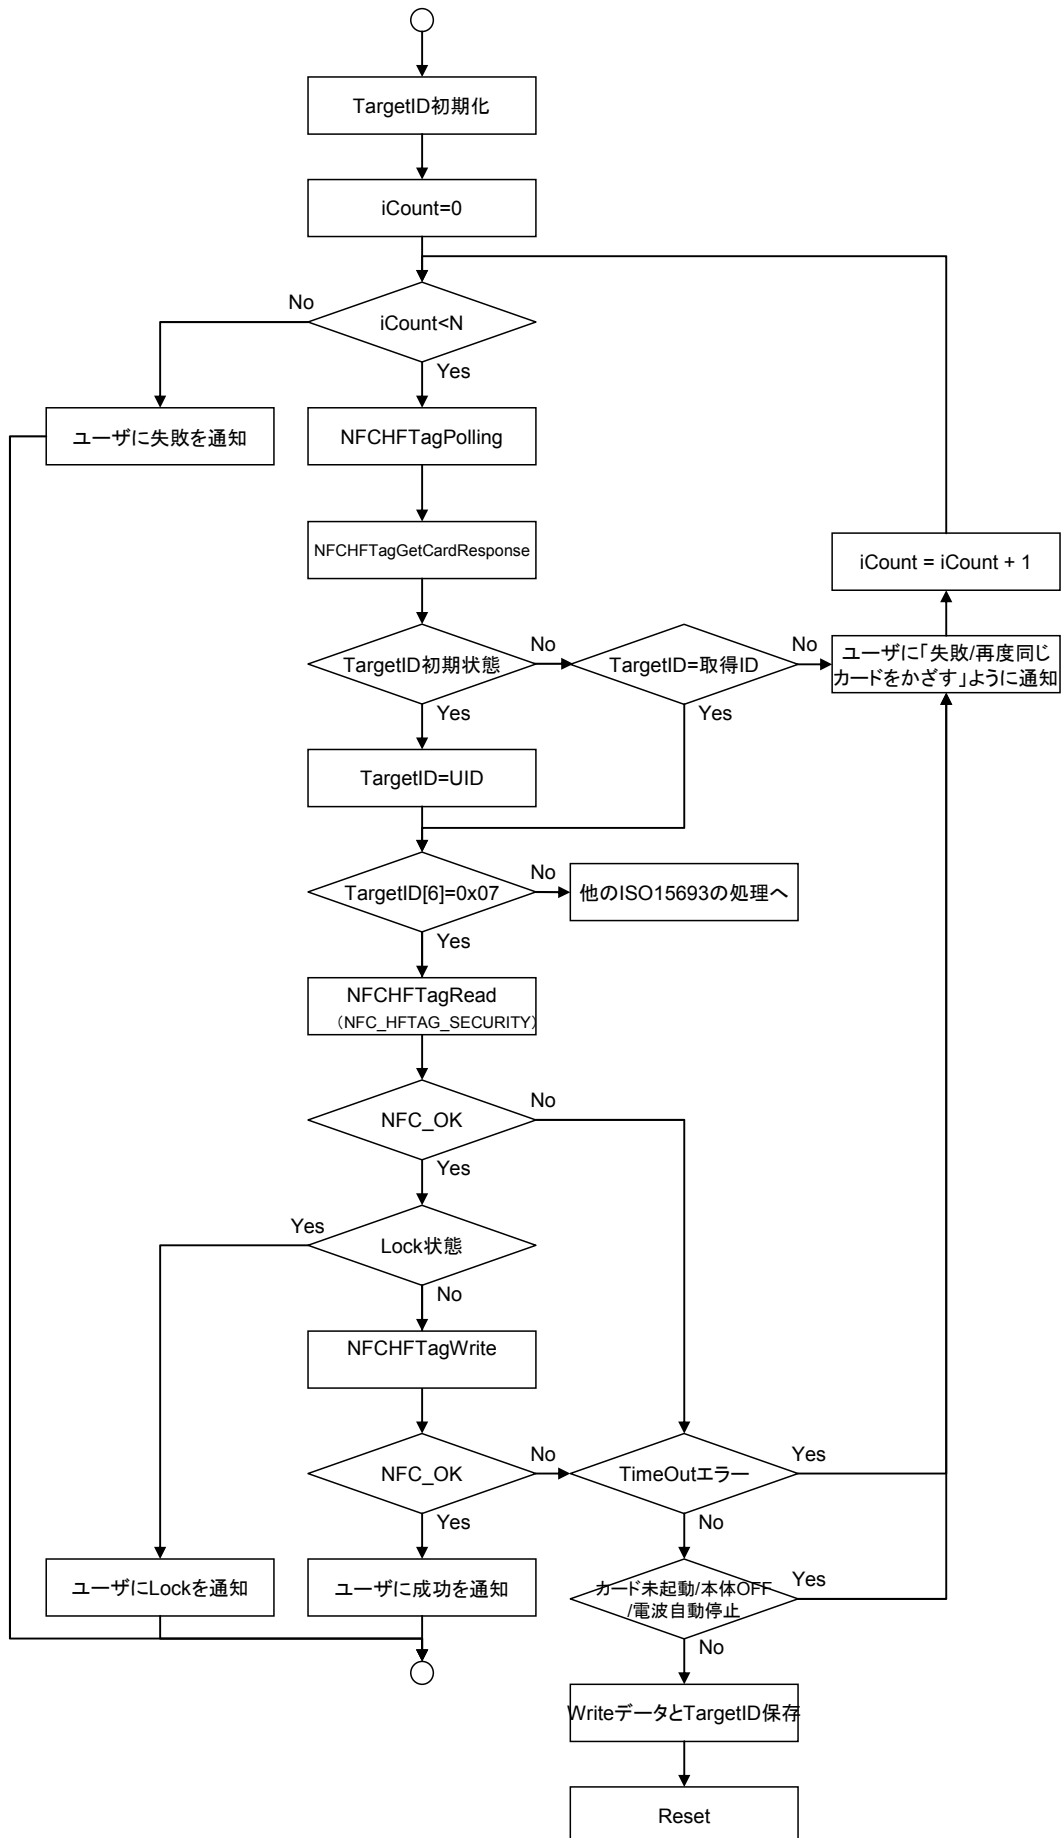 TargetID初期化
iCount=0
No
iCount<N
Yes
ユーザに失敗を通知
NFCHFTagPolling
NFCHFTagGetCardResponse
iCount = iCount + 1
TargetID初期状態
No
TargetID=取得ID
No
ユーザに「失敗/再度同じ
カードをかざす」ように通知
Yes
Yes
TargetID=UID
TargetID[6]=0x07
No
他のISO15693の処理へ
Yes
NFCHFTagRead
（NFC_HFTAG_SECURITY）
NFC_OK
No
Yes
Yes
Lock状態
No
NFCHFTagWrite
NFC_OK
No
TimeOutエラー
Yes
Yes
No
ユーザにLockを通知
ユーザに成功を通知
カード未起動/本体OFF
/電波自動停止
Yes
No
WriteデータとTargetID保存
Reset